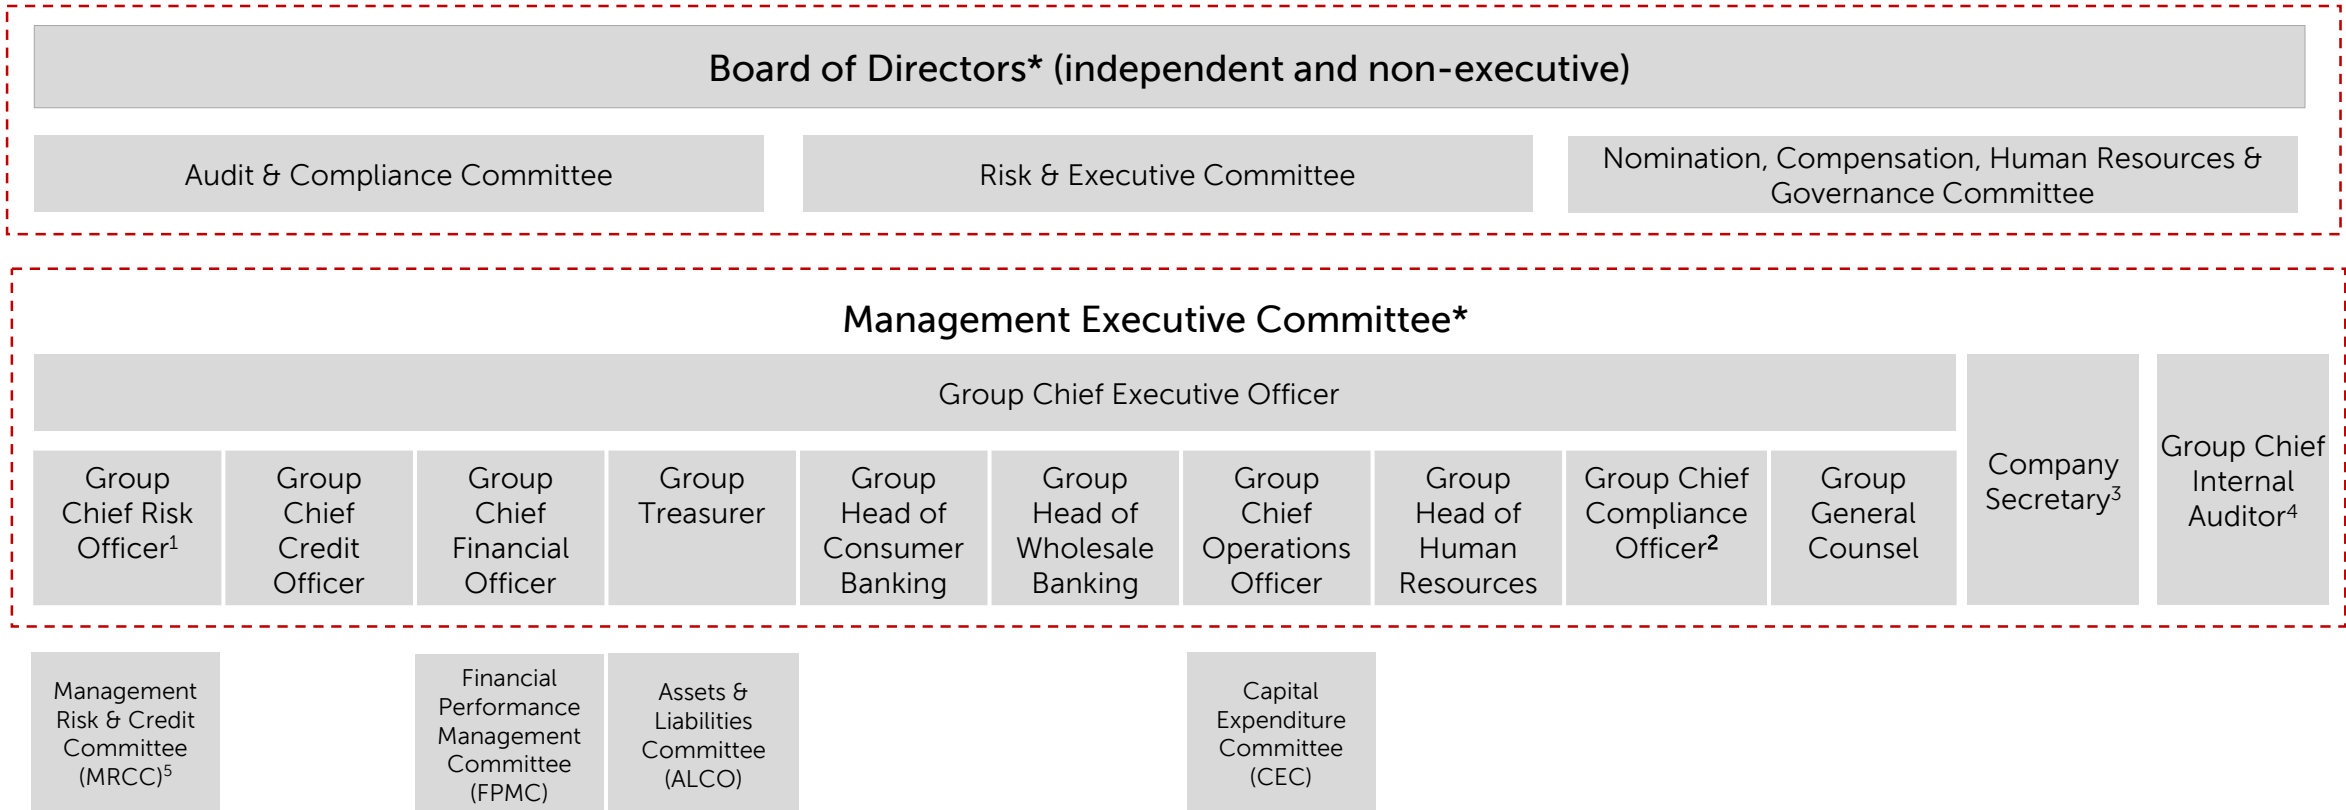 Board of Directors* (independent and non-executive)
Audit & Compliance Committee
Risk & Executive Committee
Nomination, Compensation, Human Resources &
Governance Committee
Management Executive Committee*
Group Chief Executive Officer
Group
Chief Risk
Officer¹
Group
Chief
Credit
Officer
Group
Chief
Financial
Officer
Group
Treasurer
Group
Head of
Consumer
Banking
Group
Head of
Wholesale
Banking
Group
Chief
Operations
Officer
Group
Head of
Human
Resources
Group Chief
Compliance
Officer²
Group
General
Counsel
Company
Secretary³
Group Chief
Internal
Auditor⁴
Management
Risk & Credit
Committee
(MRCC)⁵
Financial
Performance
Management
Committee
(FPMC)
Assets &
Liabilities
Committee
(ALCO)
Capital
Expenditure
Committee
(CEC)